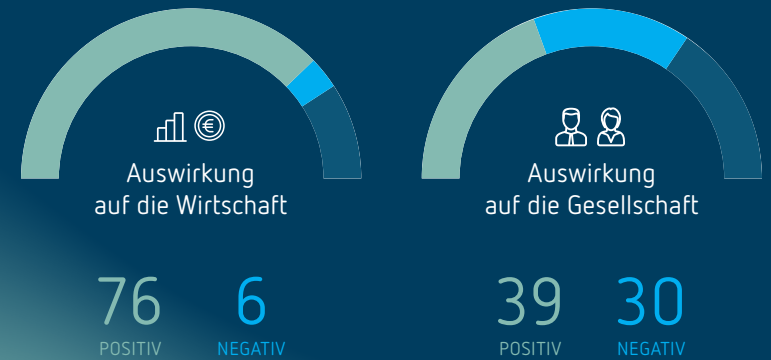 €
Auswirkung
auf die Wirtschaft
76 6
POSITIV NEGATIV
Auswirkung
auf die Gesellschaft
39 30
POSITIV NEGATIV